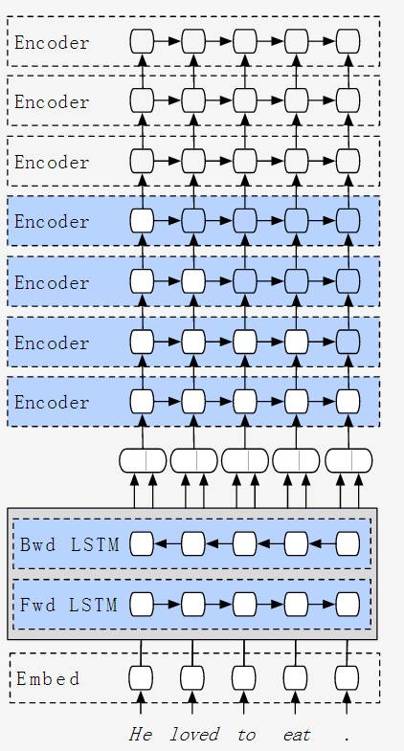 Encoder
Encoder
Encoder
Encoder
Encoder
Encoder
Encoder
Bwd LSTM
Fwd LSTM
Embed
He loved to eat .